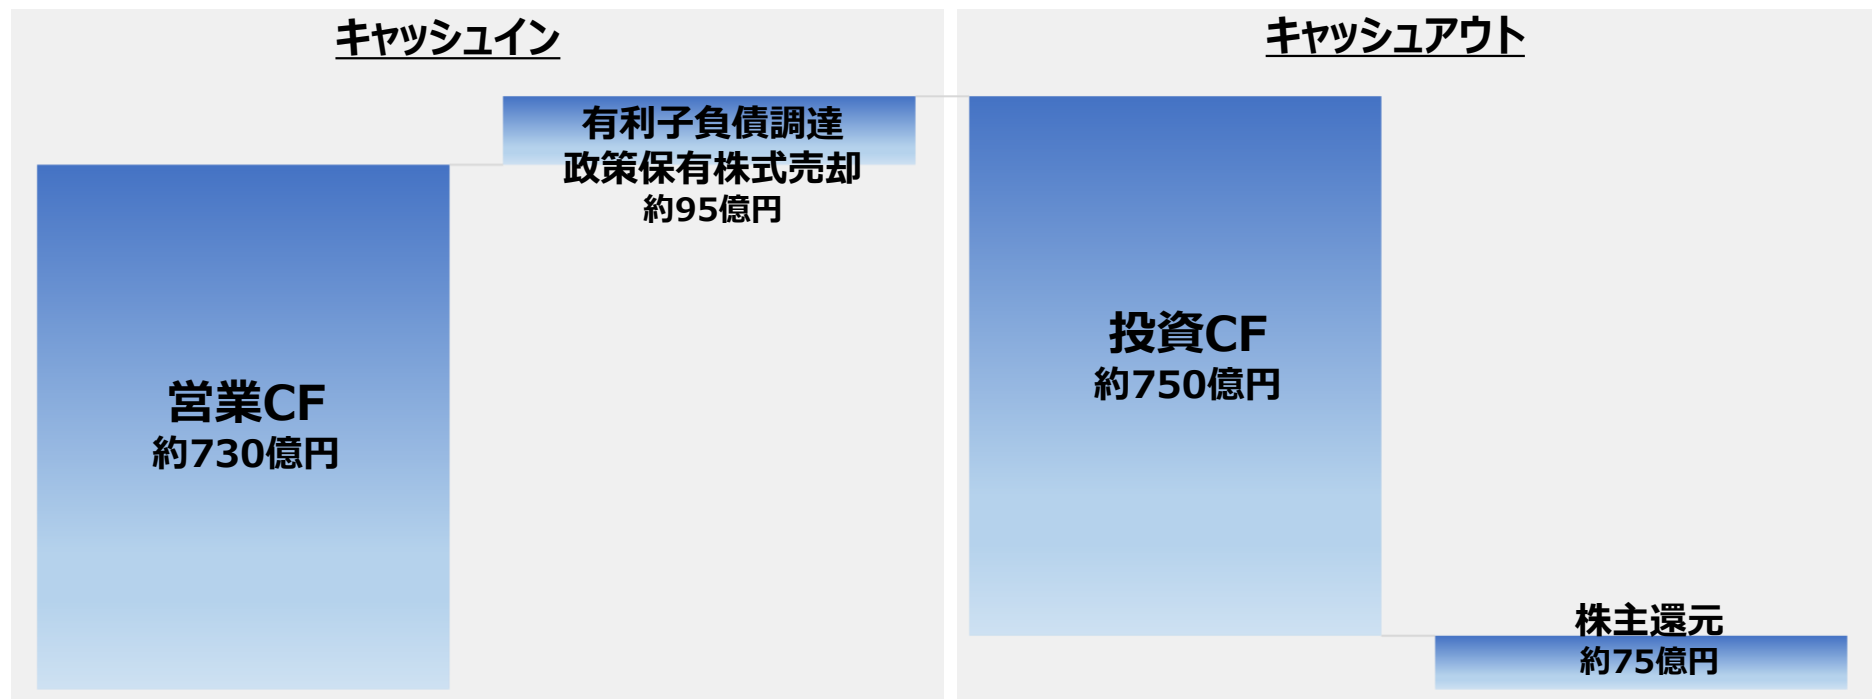 キャッシュイン
有利子負債調達
政策保有株式売却
約95億円
営業CF
約730億円
キャッシュアウト
投資CF
約750億円
株主還元
約75億円